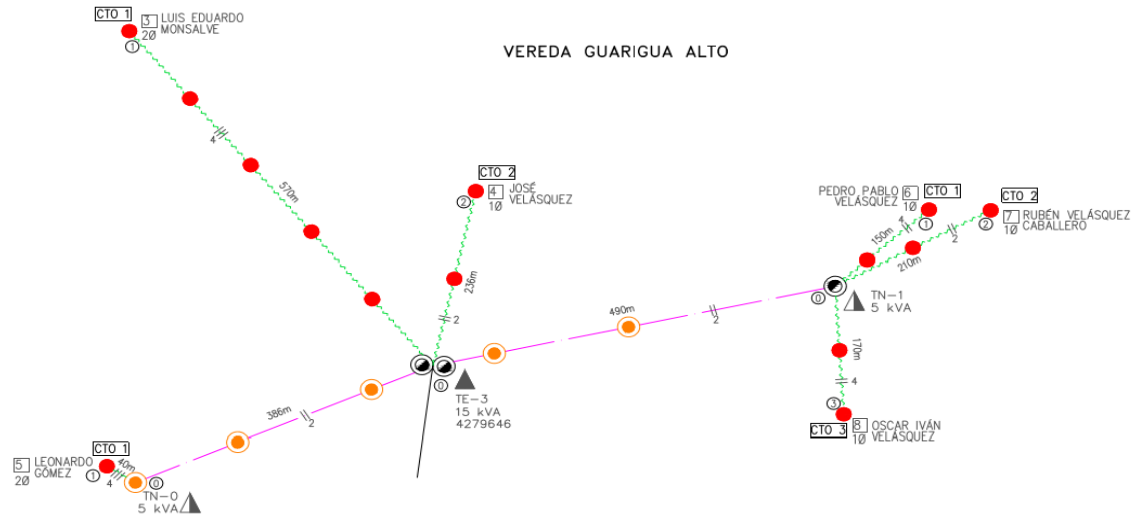 VEREDA GUARIGUA ALTO
CTO 1
3 LUIS EDUARDO
MONSALVE
2Ø
1
4
570m
CTO 2
4 JOSÉ
VELÁSQUEZ
1Ø
2
236m
2
PEDRO PABLO 6
VELÁSQUEZ 1Ø
CTO 1
1
150m
4
CTO 2
7 RUBÉN VELÁSQUEZ
CABALLERO
1Ø
2
2
210m
0
TN-1
5 kVA
490m
2
170m
4
3
CTO 3
8 OSCAR IVÁN
VELÁSQUEZ
1Ø
0
TE-3
15 kVA
4279646
386m
2
CTO 1
5 LEONARDO
GÓMEZ
2Ø
1
40m
4
0
TN-0
5 kVA